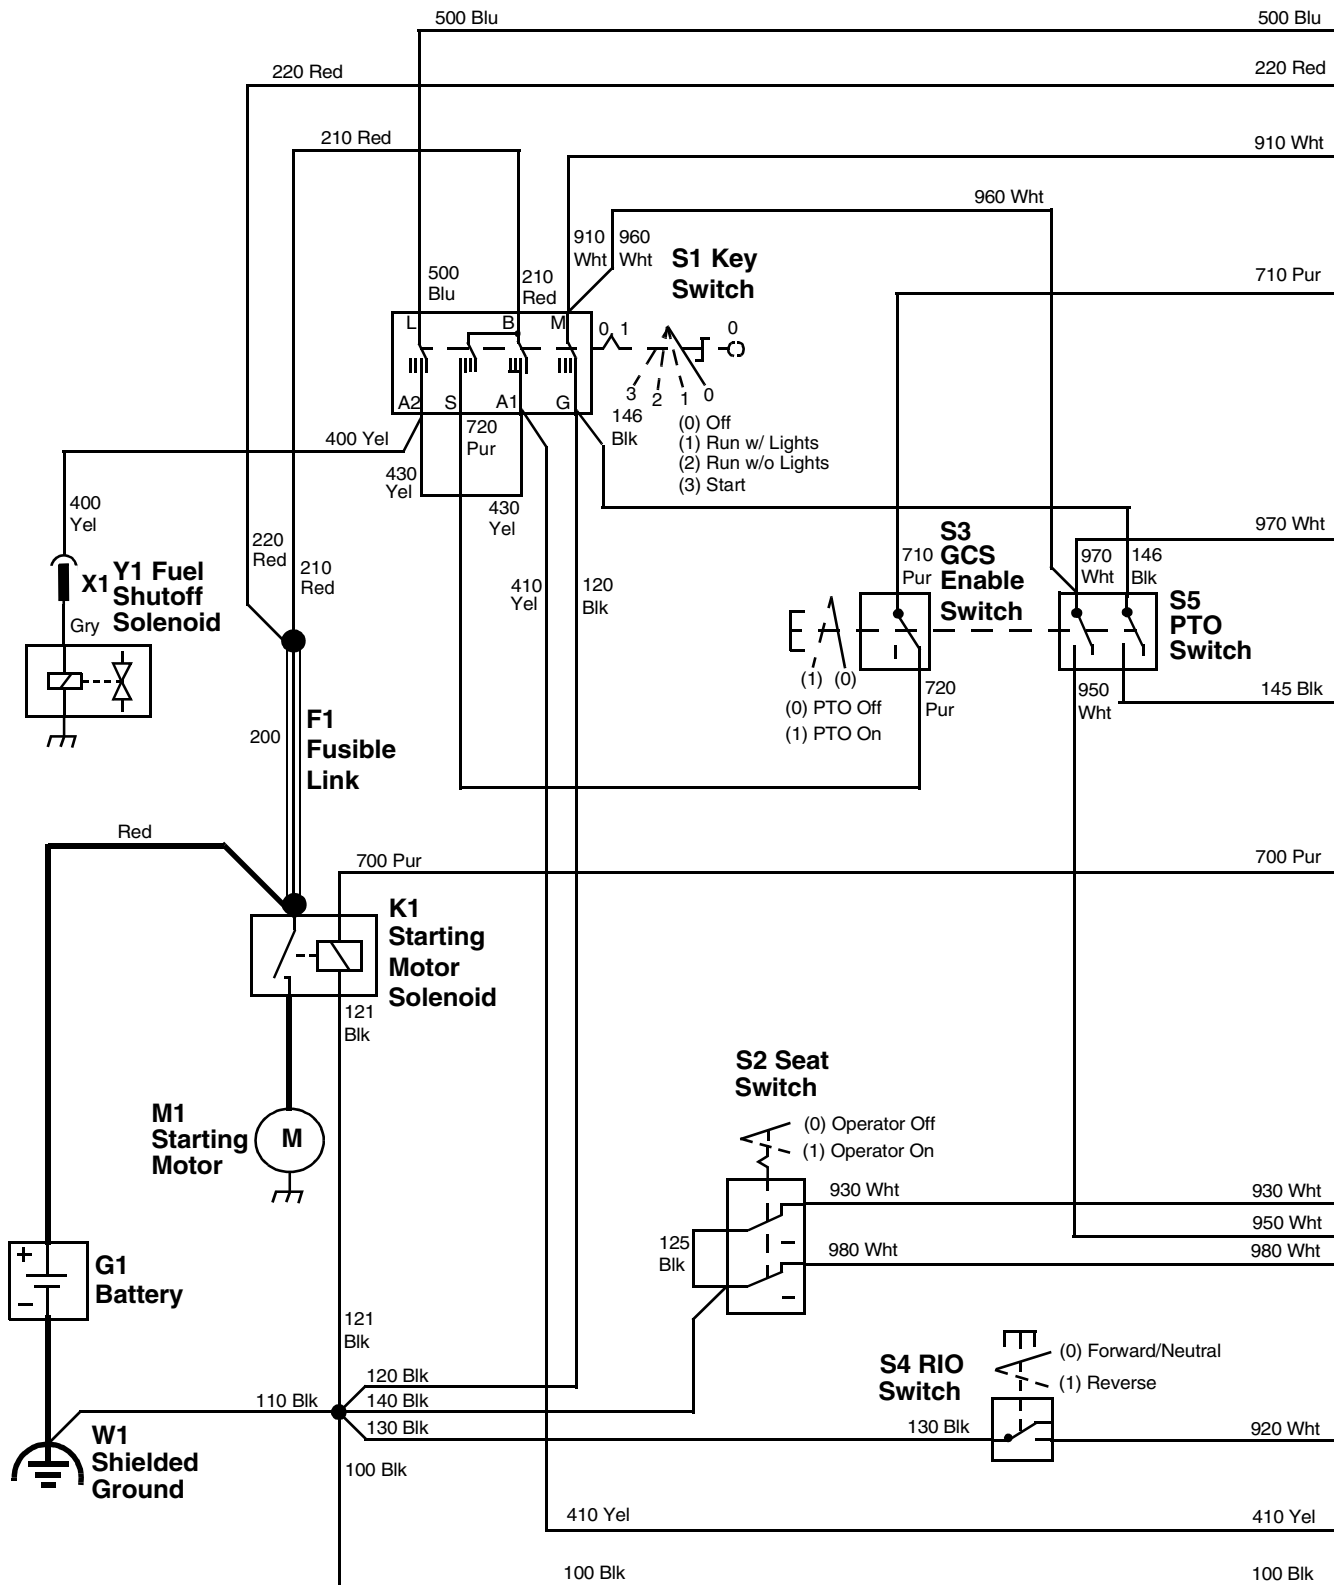 500 Blu
500 Blu
220 Red
220 Red
210 Red
910 Wht
960 Wht
910
Wht
960
Wht
S1 Key
Switch
500
Blu
210
Red
710 Pur
L
B
M
0
1
0
3
2
1
0
A2
S
A1
G
146
Blk
(0) Off
(1) Run w/ Lights
(2) Run w/o Lights
(3) Start
400 Yel
720
Pur
430
Yel
430
Yel
400
Yel
220
Red
210
Red
410
Yel
120
Blk
X1
Y1 Fuel
Shutoff
Solenoid
Gry
710
Pur
S3
GCS
Enable
Switch
970 Wht
970
Wht
146
Blk
S5
PTO
Switch
(1)
(0)
(0) PTO Off
(1) PTO On
720
Pur
950
Wht
145 Blk
200
F1
Fusible
Link
Red
700 Pur
700 Pur
K1
Starting
Motor
Solenoid
121
Blk
M1
Starting
Motor
M
S2 Seat
Switch
(0) Operator Off
(1) Operator On
930 Wht
930 Wht
950 Wht
125
Blk
980 Wht
980 Wht
+
−
G1
Battery
121
Blk
S4 RIO
Switch
(0) Forward/Neutral
(1) Reverse
120 Blk
110 Blk
140 Blk
130 Blk
130 Blk
920 Wht
W1
Shielded
Ground
100 Blk
410 Yel
410 Yel
100 Blk
100 Blk